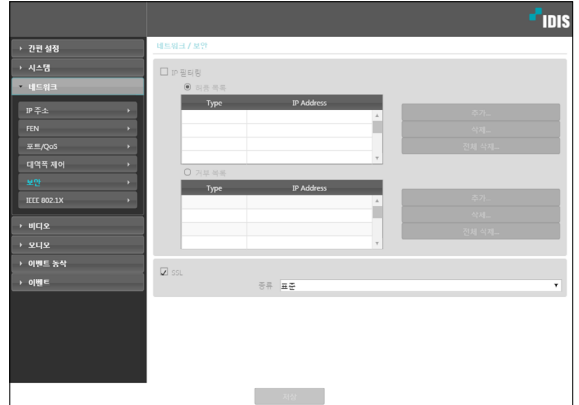 IDIS
간편 설정
시스템
네트워크
IP 주소
FEN
포트/QoS
대역폭 제어
보안
IEEE 802.1X
비디오
오디오
이벤트 동작
이벤트
네트워크 / 보안
IP 필터링
허용 목록
Type IP Address
추가...
삭제...
전체 삭제...
거부 목록
Type IP Address
추가
삭제...
전체 삭제...
SSL
종류 표준
저장